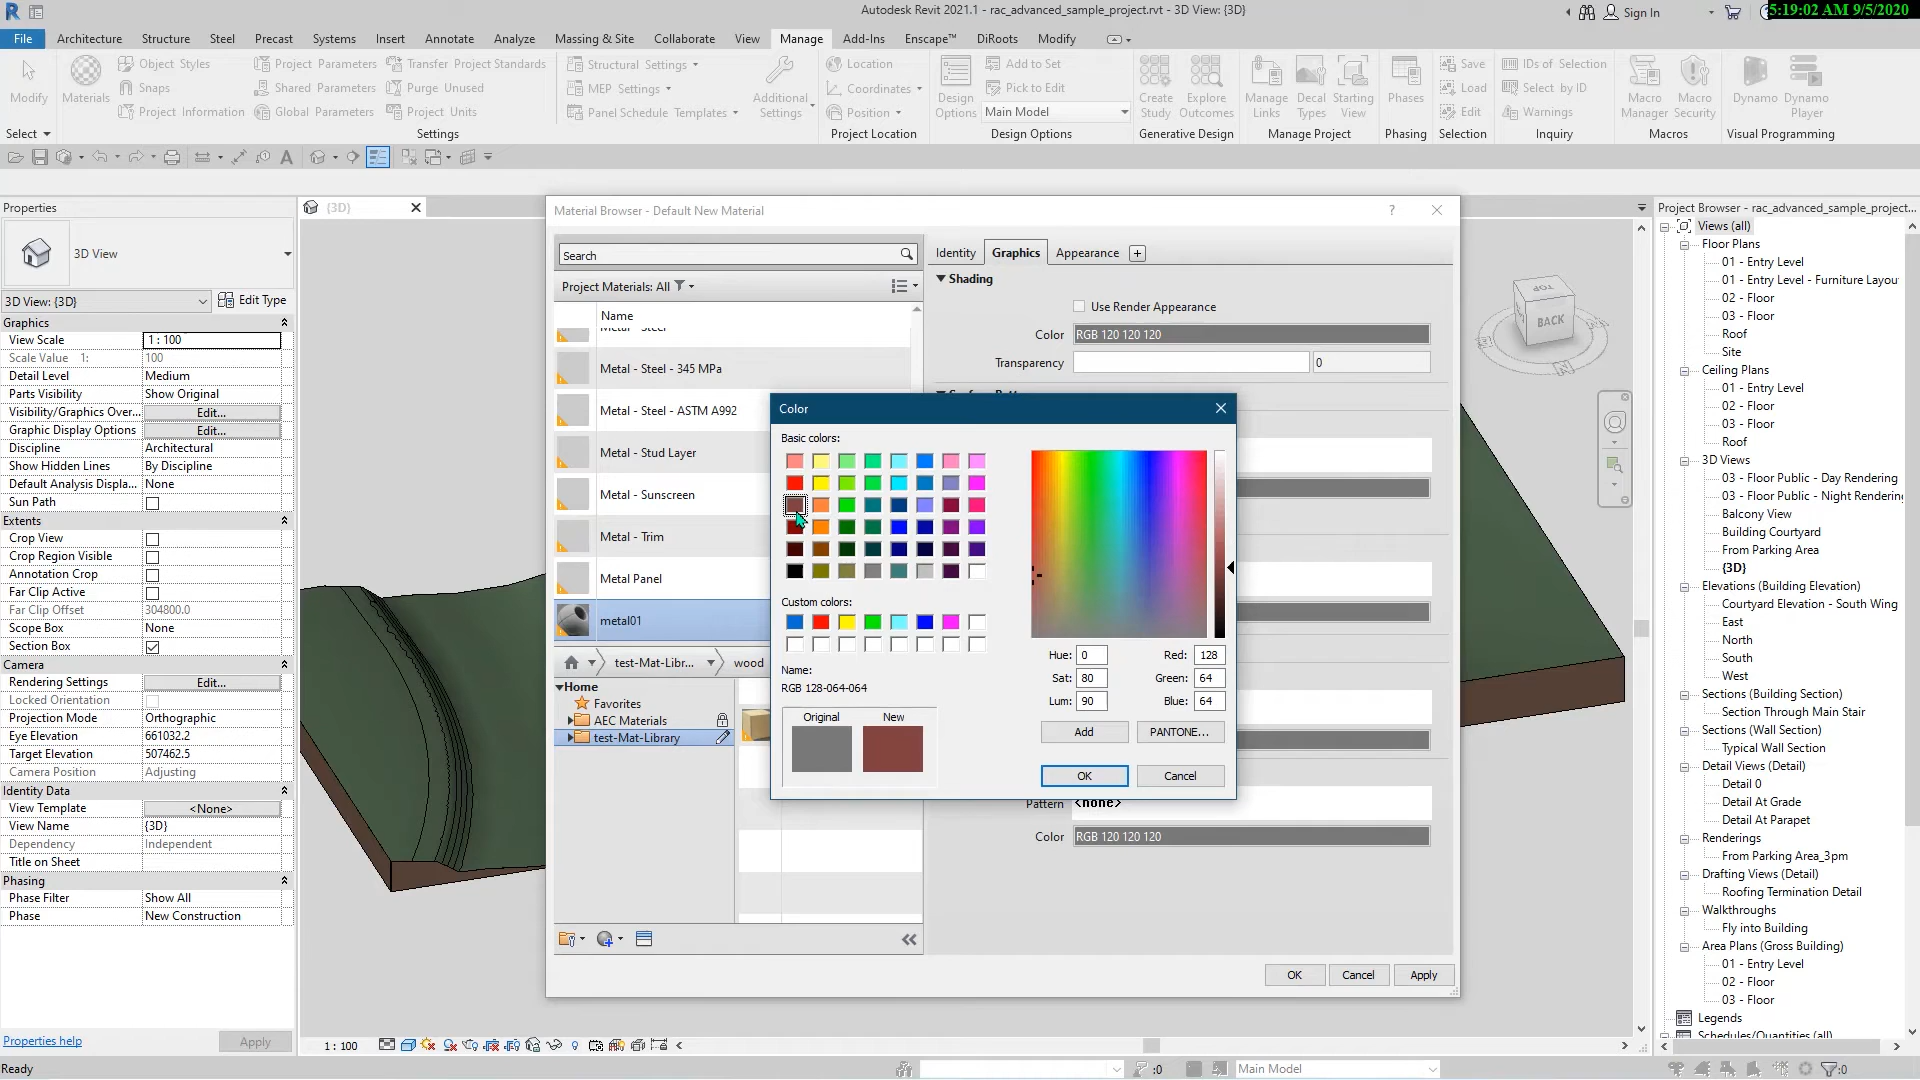 Autodesk Revit 2021.1 - rac_advanced_sample_project.rvt - 3D View: {3D}
Sign In
5:19:02 AM 9/5/2020
File Architecture Structure Steel Precast Systems Insert Annotate Analyze Massing & Site Collaborate View Manage Add-Ins Enscape™ DiRoots Modify
Modify
Materials
Object Styles
Snaps
Project Information
Project Parameters
Shared Parameters
Global Parameters
Transfer Project Standards
Purge Unused
Project Units
Structural Settings
MEP Settings
Panel Schedule Templates
Additional Settings
Location
Coordinates
Position
Design Options
Add to Set
Pick to Edit
Main Model
Create Study
Explore Outcomes
Manage Links
Decal Types
Starting View
Phases
Save
Load
Edit
IDs of Selection
Select by ID
Warnings
Macro Manager
Macro Security
Dynamo
Dynamo Player
Select Settings Project Location Design Options Generative Design Manage Project Phasing Selection Inquiry Macros Visual Programming
Properties
3D View
3D View: {3D} Edit Type
Graphics
View Scale 1 : 100
Scale Value 1: 100
Detail Level Medium
Parts Visibility Show Original
Visibility/Graphics Over... Edit...
Graphic Display Options Edit...
Discipline Architectural
Show Hidden Lines By Discipline
Default Analysis Displa... None
Sun Path
Extents
Crop View
Crop Region Visible
Annotation Crop
Far Clip Active
Far Clip Offset 304800.0
Scope Box None
Section Box
Camera
Rendering Settings Edit...
Locked Orientation
Projection Mode Orthographic
Eye Elevation 661032.2
Target Elevation 507462.5
Camera Position Adjusting
Identity Data
View Template <None>
View Name {3D}
Dependency Independent
Title on Sheet
Phasing
Phase Filter Show All
Phase New Construction
Properties help Apply
{3D}
Material Browser - Default New Material
Search
Project Materials: All
Name
Metal - Steel
Metal - Steel - 345 MPa
Metal - Steel - ASTM A992
Metal - Stud Layer
Metal - Sunscreen
Metal - Trim
Metal Panel
metal01
test-Mat-Libr... wood
Home
Favorites
AEC Materials
test-Mat-Library
Identity Graphics Appearance
Shading
Use Render Appearance
Color RGB 120 120 120
Transparency 0
Color
Basic colors:
Custom colors:
Name:
RGB 128-064-064
Original New
Hue: 0 Red: 128
Sat: 80 Green: 64
Lum: 90 Blue: 64
Add PANTONE...
OK Cancel
Pattern <none>
Color RGB 120 120 120
OK Cancel Apply
TOP
BACK
N
Project Browser - rac_advanced_sample_project...
Views (all)
Floor Plans
01 - Entry Level
01 - Entry Level - Furniture Layou
02 - Floor
03 - Floor
Roof
Site
Ceiling Plans
01 - Entry Level
02 - Floor
03 - Floor
Roof
3D Views
03 - Floor Public - Day Rendering
03 - Floor Public - Night Rendering
Balcony View
Building Courtyard
From Parking Area
{3D}
Elevations (Building Elevation)
Courtyard Elevation - South Wing
East
North
South
West
Sections (Building Section)
Section Through Main Stair
Sections (Wall Section)
Typical Wall Section
Detail Views (Detail)
Detail 0
Detail At Grade
Detail At Parapet
Renderings
From Parking Area_3pm
Drafting Views (Detail)
Roofing Termination Detail
Walkthroughs
Fly into Building
Area Plans (Gross Building)
01 - Entry Level
02 - Floor
03 - Floor
Legends
Schedules/Quantities (all)
1 : 100
Ready :0 Main Model :0